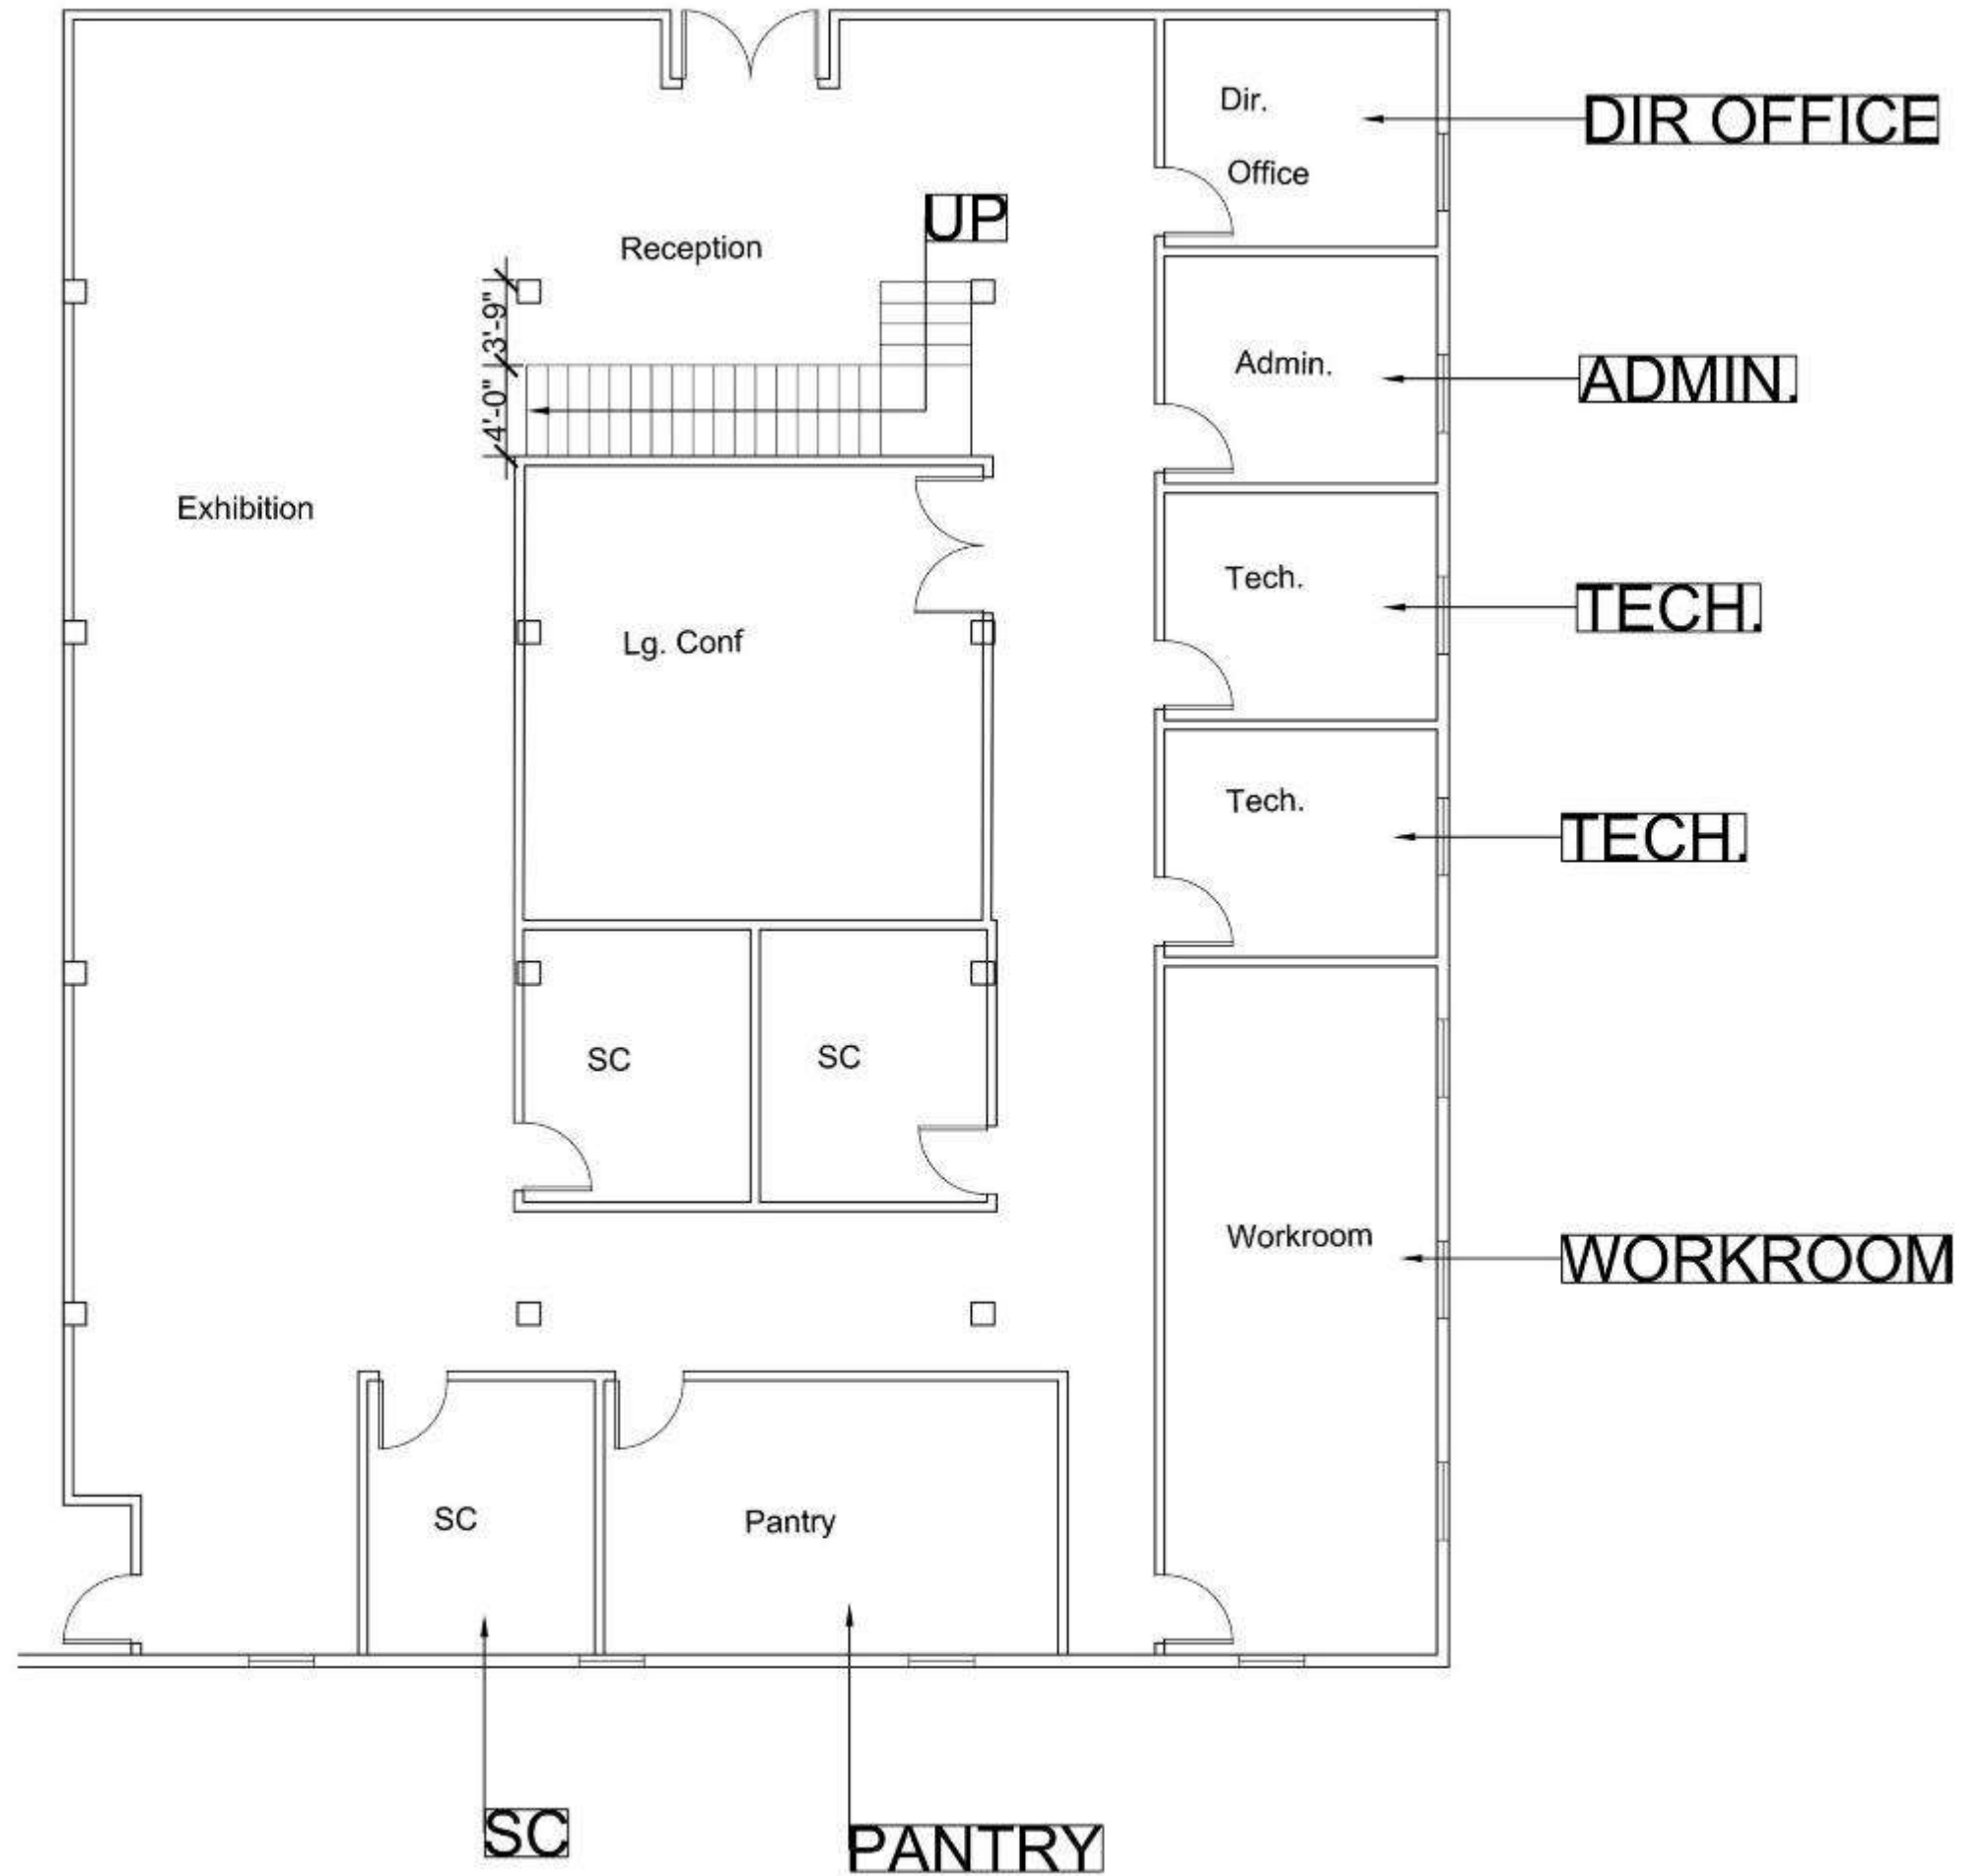 Dir.
DIR OFFICE
Office
UP
Reception
3'-9"
Admin.
ADMIN.
4'-0"
Exhibition
Tech.
TECH.
Lg. Conf
Tech.
TECH.
SC
SC
Workroom
WORKROOM
SC
Pantry
SC
PANTRY